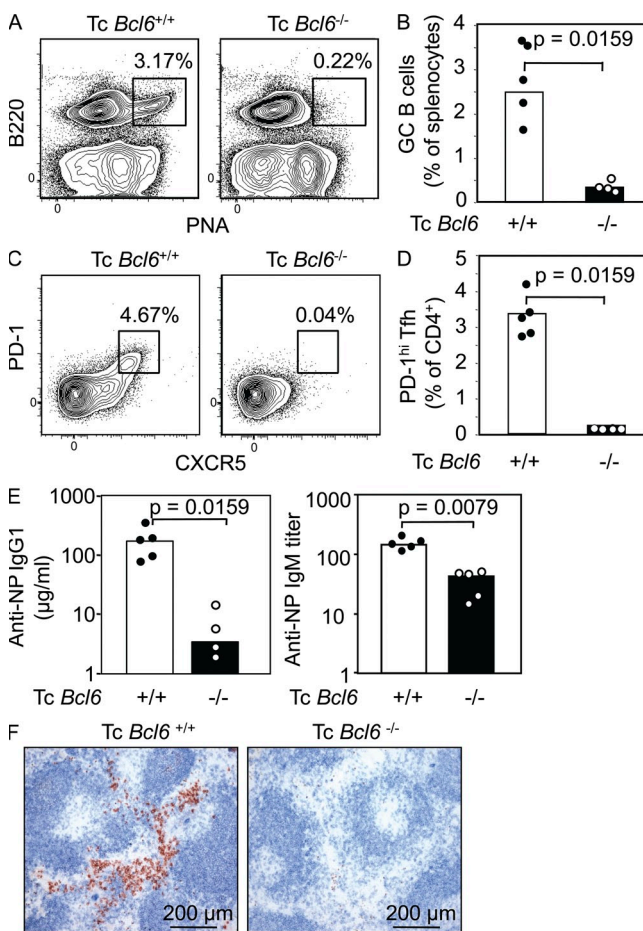 A
Tc Bcl6+/+
Tc Bcl6-/-
3.17%
0.22%
B220
0
0
0
0
PNA
B
GC B cells
(% of splenocytes)
4
3
2
1
0
p = 0.0159
Tc Bcl6 +/+ -/-
C
Tc Bcl6+/+
Tc Bcl6-/-
4.67%
0.04%
PD-1
0
0
0
0
CXCR5
D
PD-1hi Tfh
(% of CD4+)
5
4
3
2
1
0
p = 0.0159
Tc Bcl6 +/+ -/-
E
Anti-NP IgG1
(µg/ml)
1000
100
10
1
p = 0.0159
Tc Bcl6 +/+ -/-
Anti-NP IgM titer
1000
100
10
1
p = 0.0079
Tc Bcl6 +/+ -/-
F
Tc Bcl6 +/+
Tc Bcl6 -/-
200 µm
200 µm